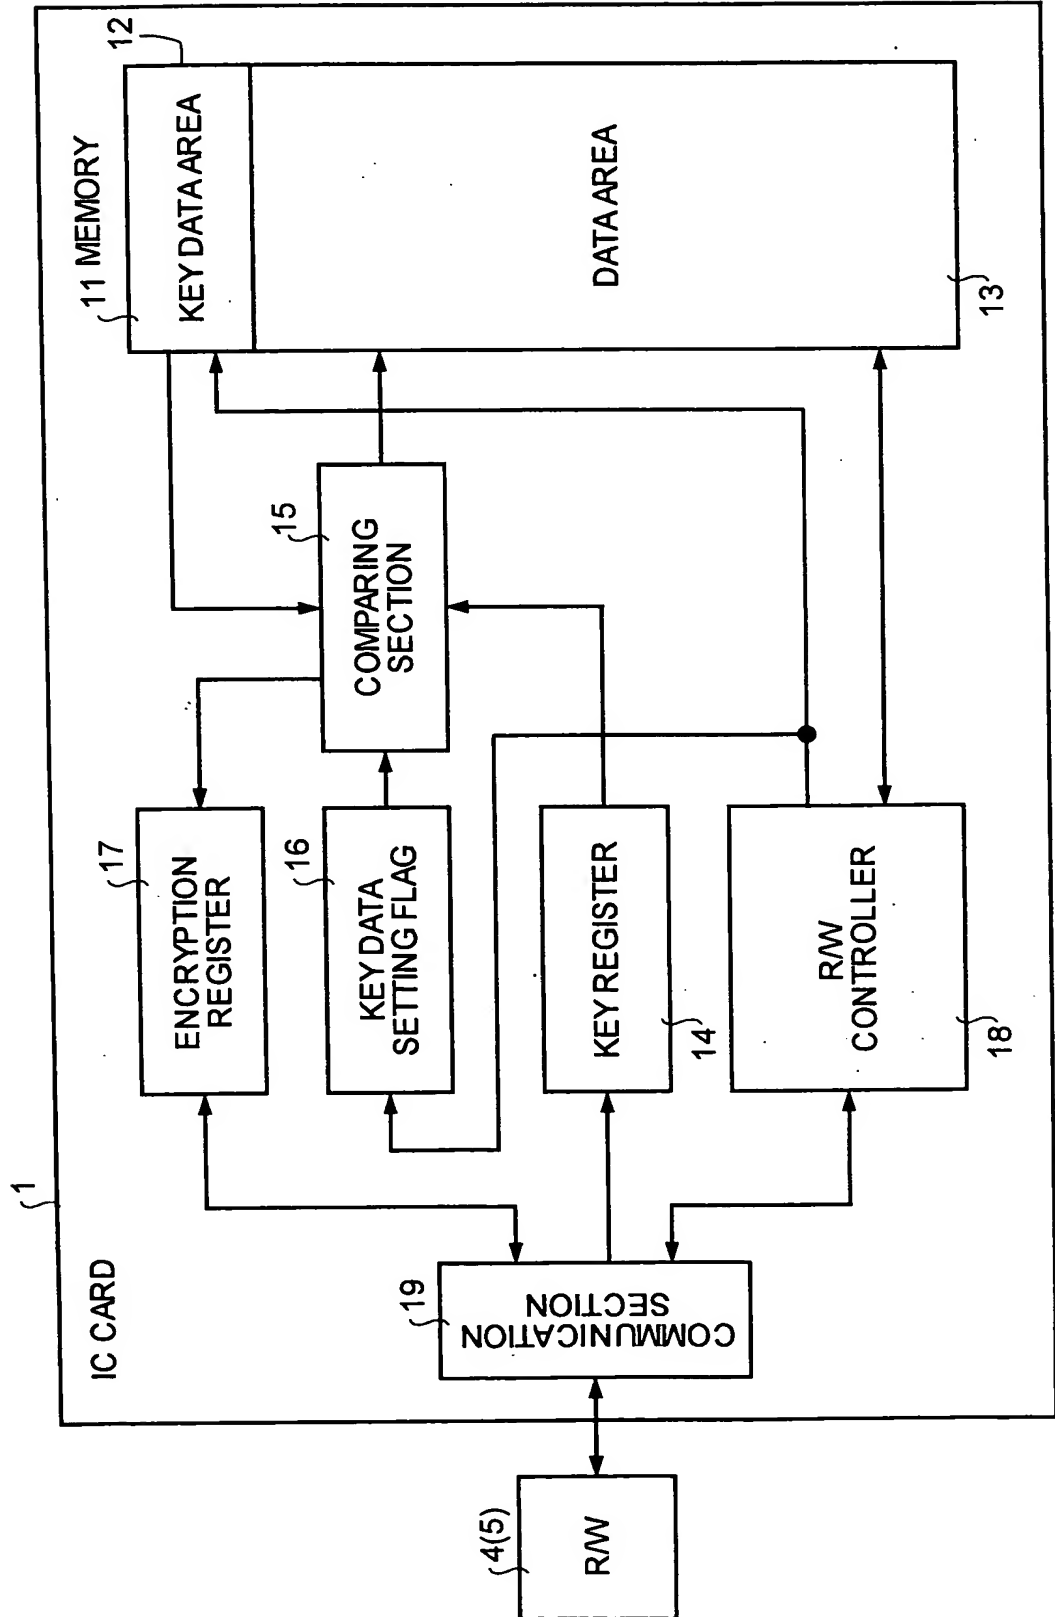 1
IC CARD
4(5)
R/W
19
COMMUNICATION
SECTION
17
ENCRYPTION
REGISTER
16
KEY DATA
SETTING FLAG
KEY REGISTER
14
R/W
CONTROLLER
18
15
COMPARING
SECTION
11 MEMORY
12
KEY DATA AREA
DATA AREA
13